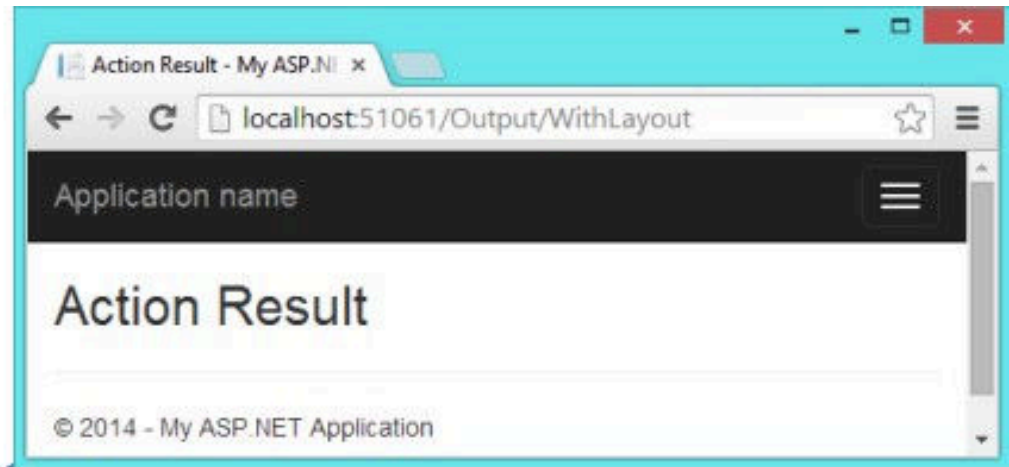 Action Result - My ASP.N
localhost:51061/Output/WithLayout
Application name
Action Result
© 2014 - My ASP.NET Application